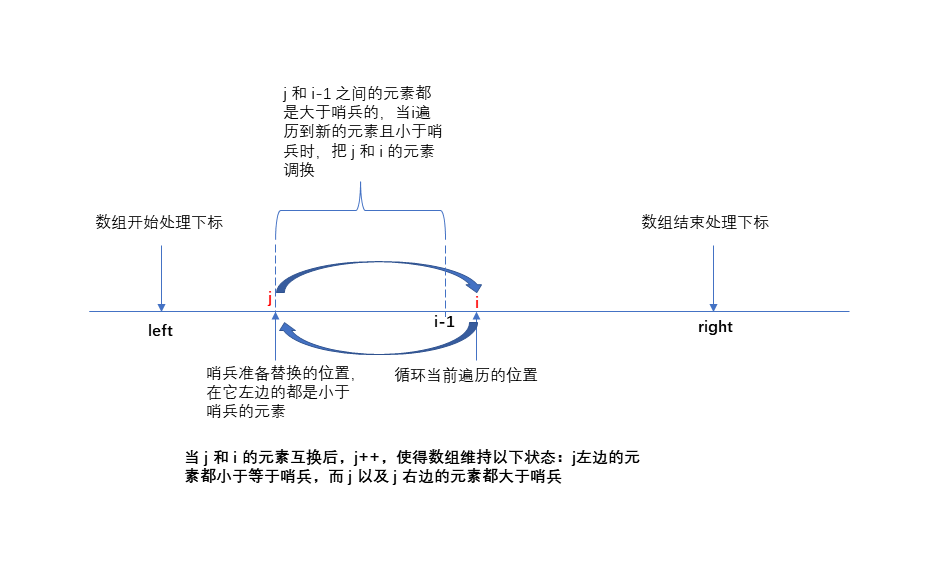 j 和 i-1 之间的元素都
是大于哨兵的，当i遍
历到新的元素且小于哨
兵时，把 j 和 i 的元素
调换
数组开始处理下标
数组结束处理下标
j
i
left
i-1
right
哨兵准备替换的位置，
在它左边的都是小于
哨兵的元素
循环当前遍历的位置
当 j 和 i 的元素互换后，j++，使得数组维持以下状态：j左边的元
素都小于等于哨兵，而 j 以及 j 右边的元素都大于哨兵